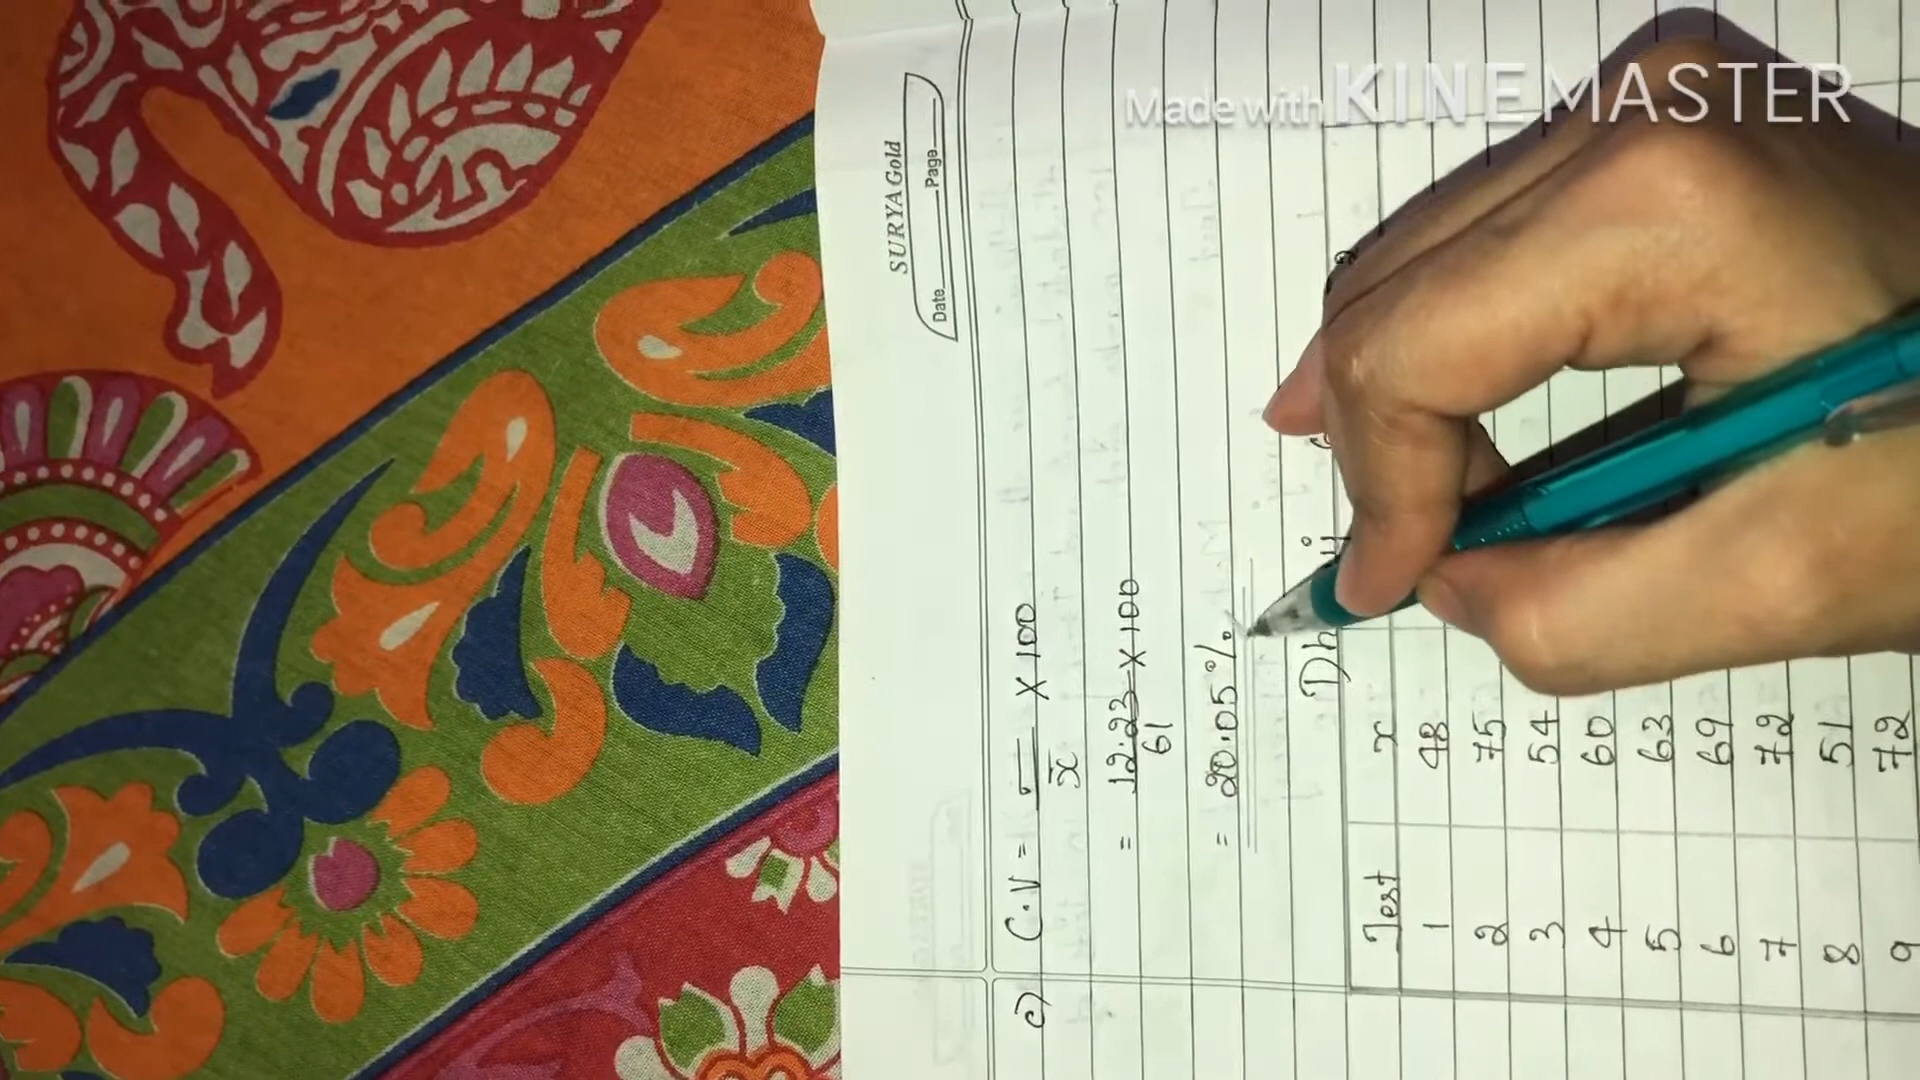 Made with KINEMASTER
SURYA Gold
Date Page
c) C.V = σ/x̄ X 100
= 12.23/61 X 100
= 20.05%
Test x
1 48
2 75
3 54
4 60
5 63
6 69
7 72
8 51
9 72